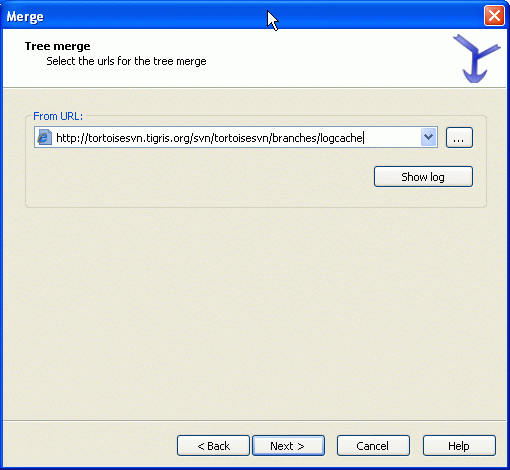 Merge
Tree merge
Select the urls for the tree merge
From URL:
http://tortoisesvn.tigris.org/svn/tortoisesvn/branches/logcache
...
Show log
< Back
Next >
Cancel
Help